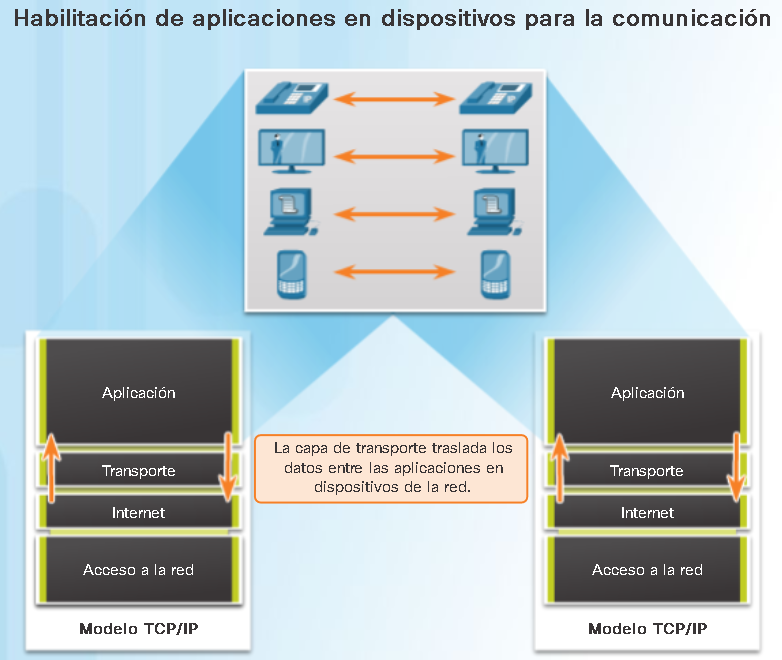 Habilitación de aplicaciones en dispositivos para la comunicación
Aplicación
Transporte
Internet
Acceso a la red
Modelo TCP/IP
La capa de transporte traslada los
datos entre las aplicaciones en
dispositivos de la red.
Aplicación
Transporte
Internet
Acceso a la red
Modelo TCP/IP